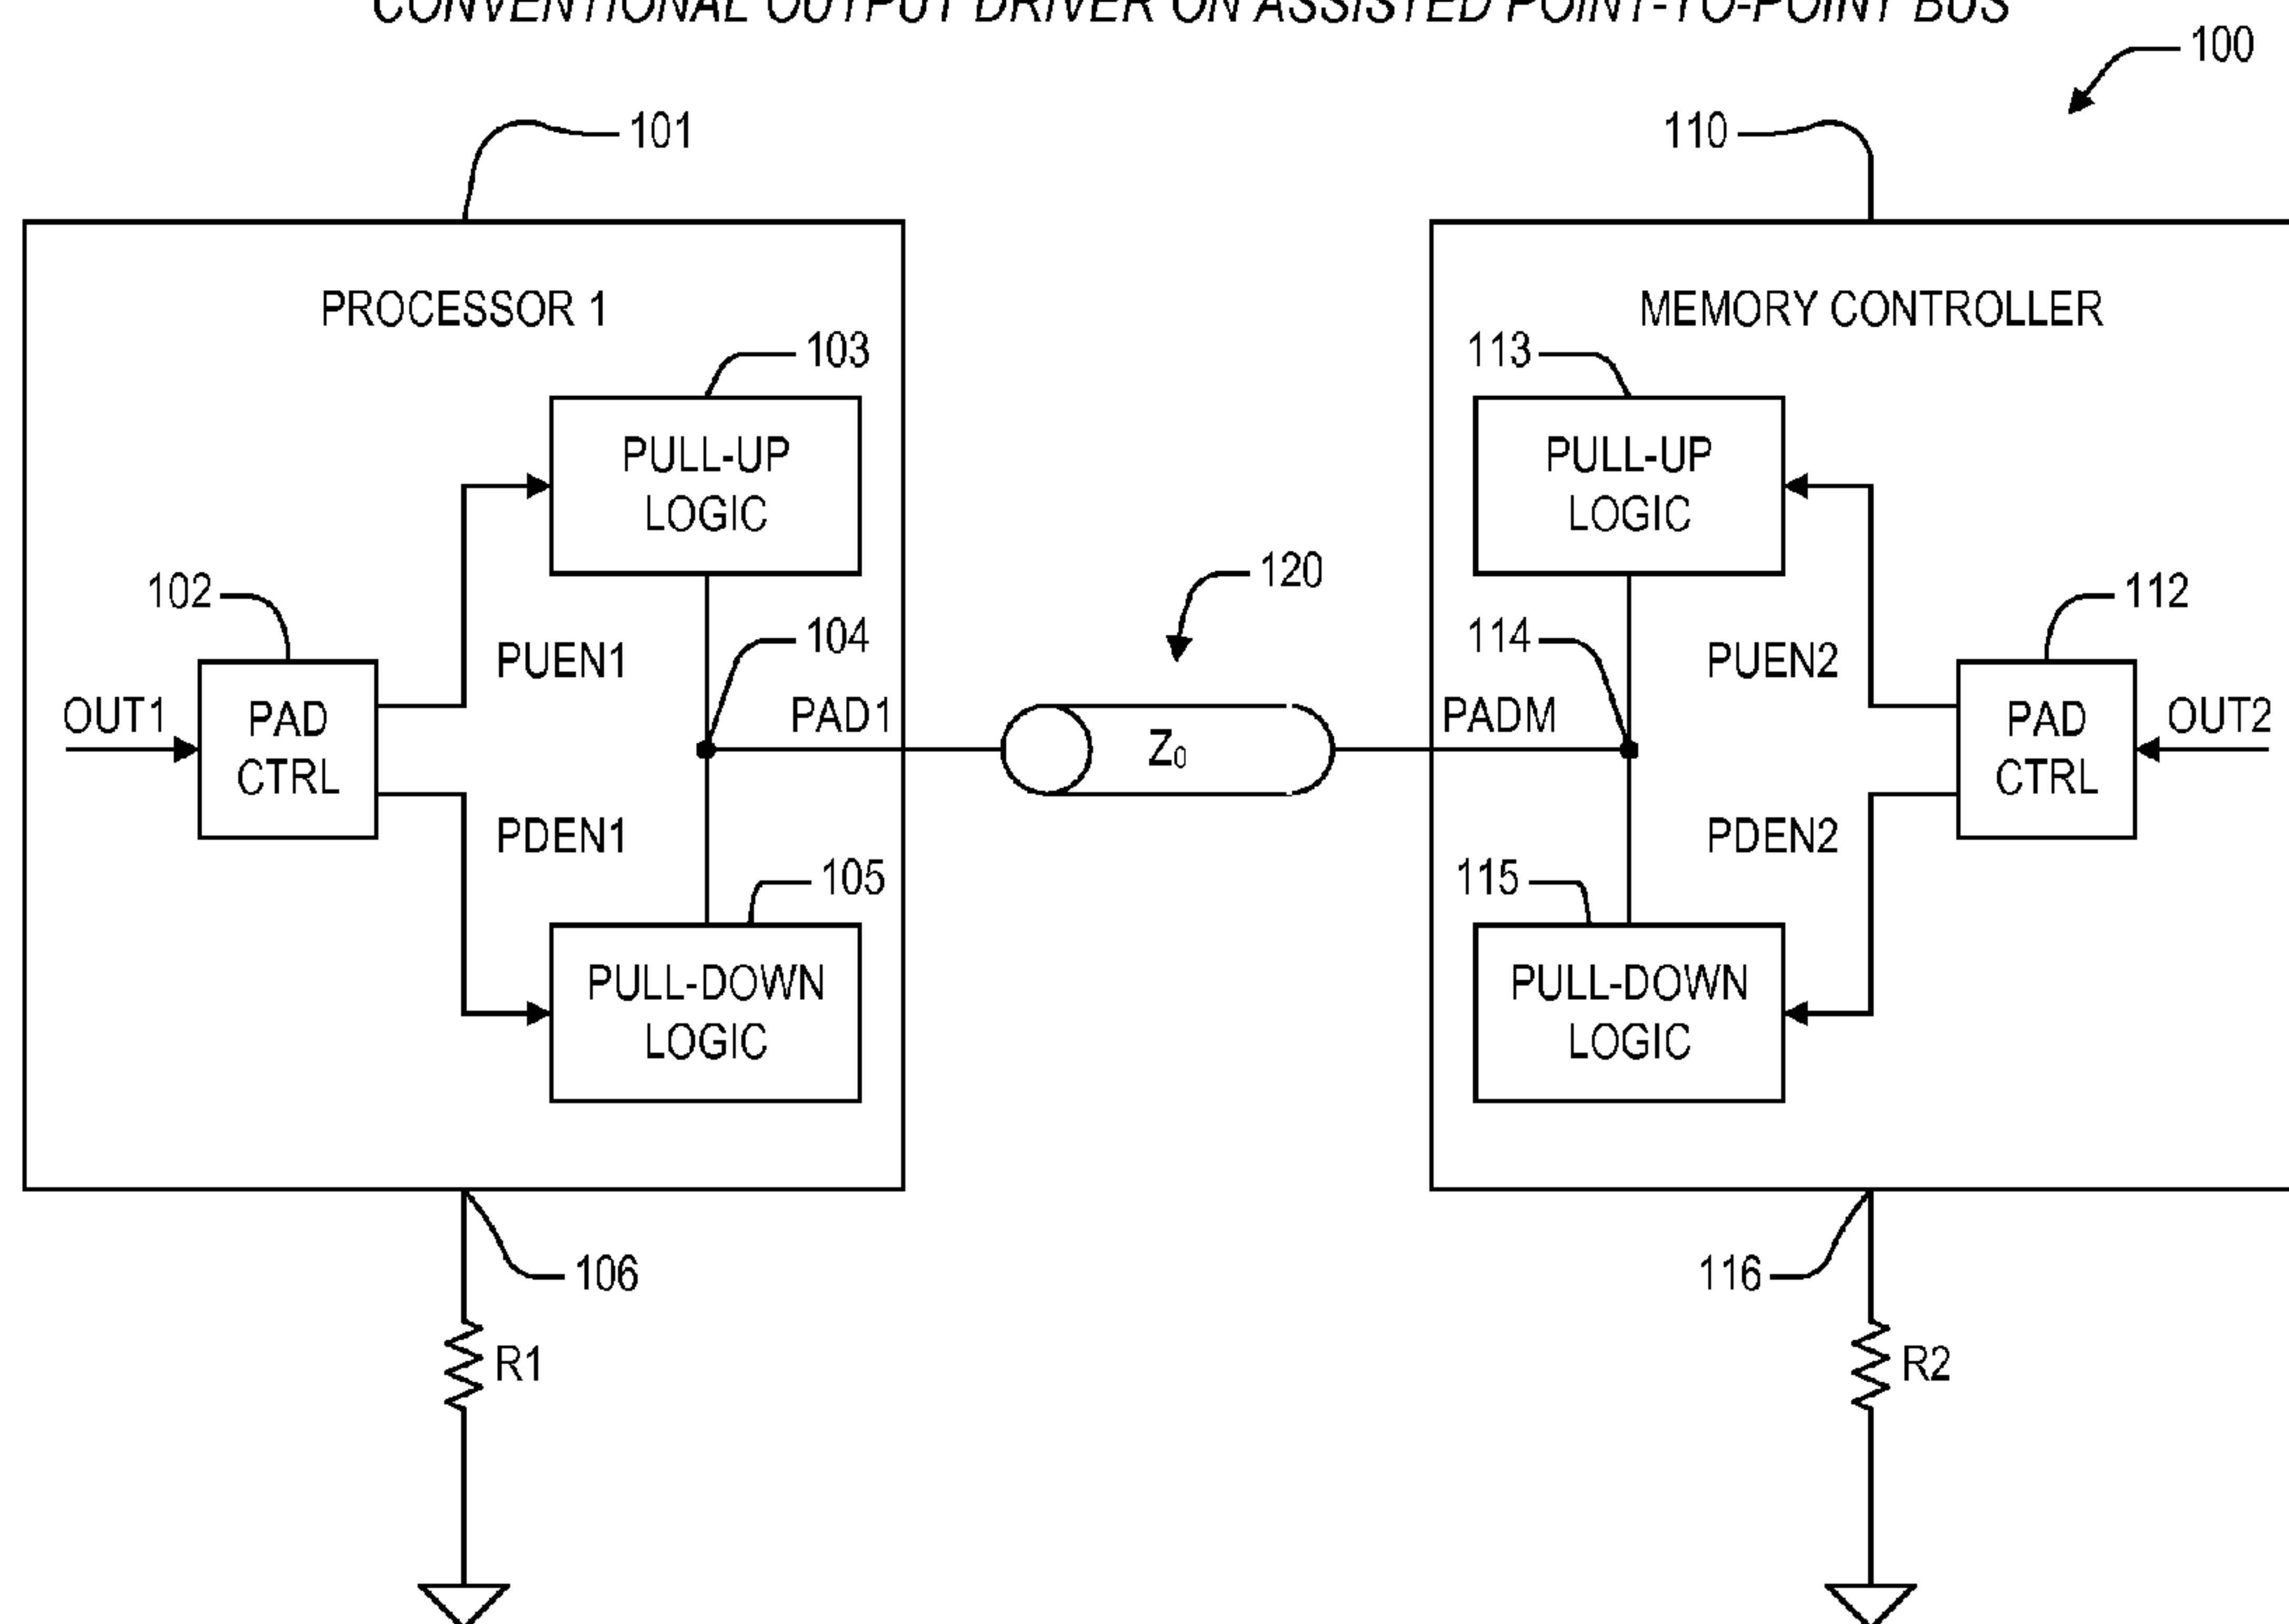 CONVENTIONAL OUTPUT DRIVER ON ASSISTED POINT-TO-POINT BUS
100
101
110
PROCESSOR 1
MEMORY CONTROLLER
103
113
PULL-UP
LOGIC
PULL-UP
LOGIC
120
102
112
104
114
PUEN1
PUEN2
OUT1
PAD
CTRL
PAD1
Z0
PADM
PAD
CTRL
OUT2
PDEN1
PDEN2
105
115
PULL-DOWN
LOGIC
PULL-DOWN
LOGIC
106
116
R1
R2